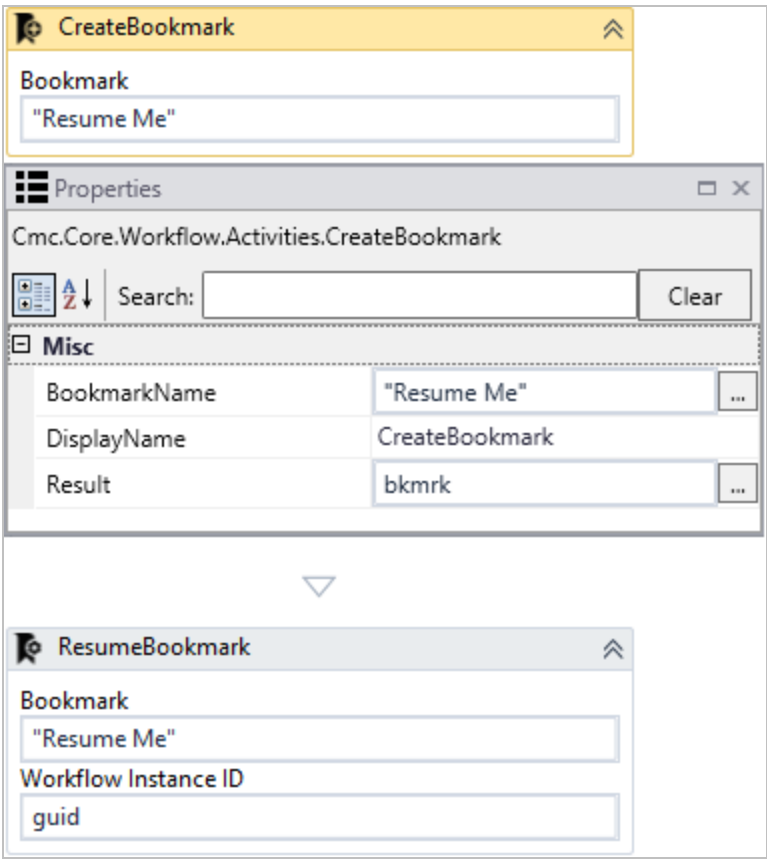 CreateBookmark
Bookmark
"Resume Me"
Properties
Cmc.Core.Workflow.Activities.CreateBookmark
A
Z
Search:
Clear
Misc
BookmarkName "Resume Me" ...
DisplayName CreateBookmark
Result bkmrk ...
ResumeBookmark
Bookmark
"Resume Me"
Workflow Instance ID
guid